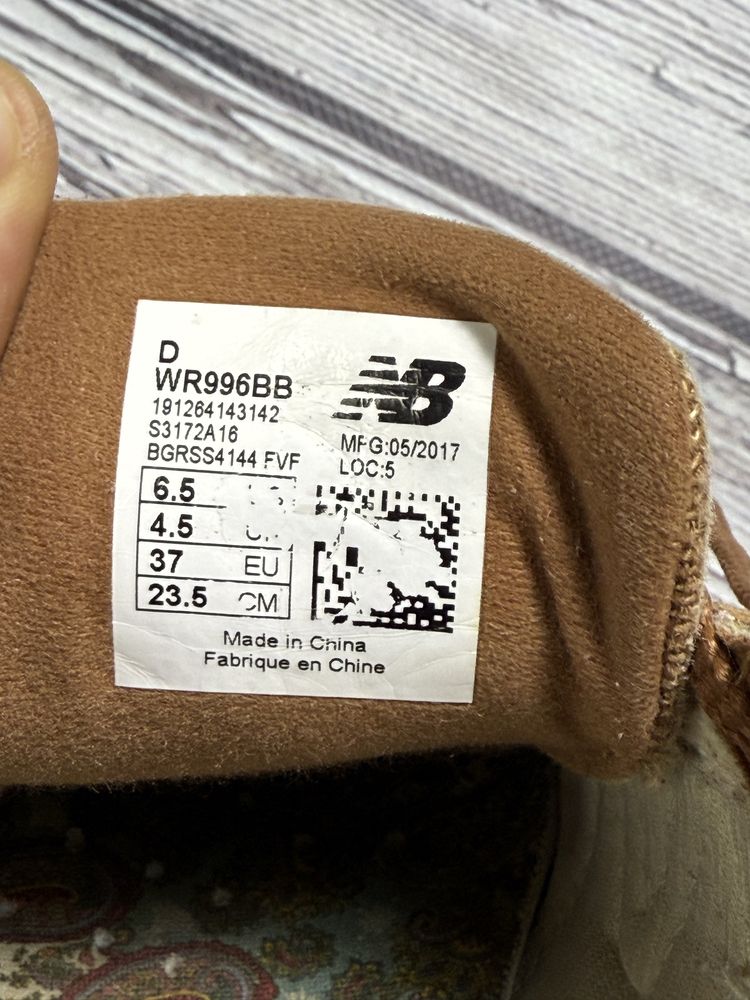 D
WR996BB
191264143142
S3172A16
BGRSS4144 FVF
NB
MFG:05/2017
LOC:5
6.5
4.5
37 EU
23.5 CM
Made in China
Fabrique en Chine